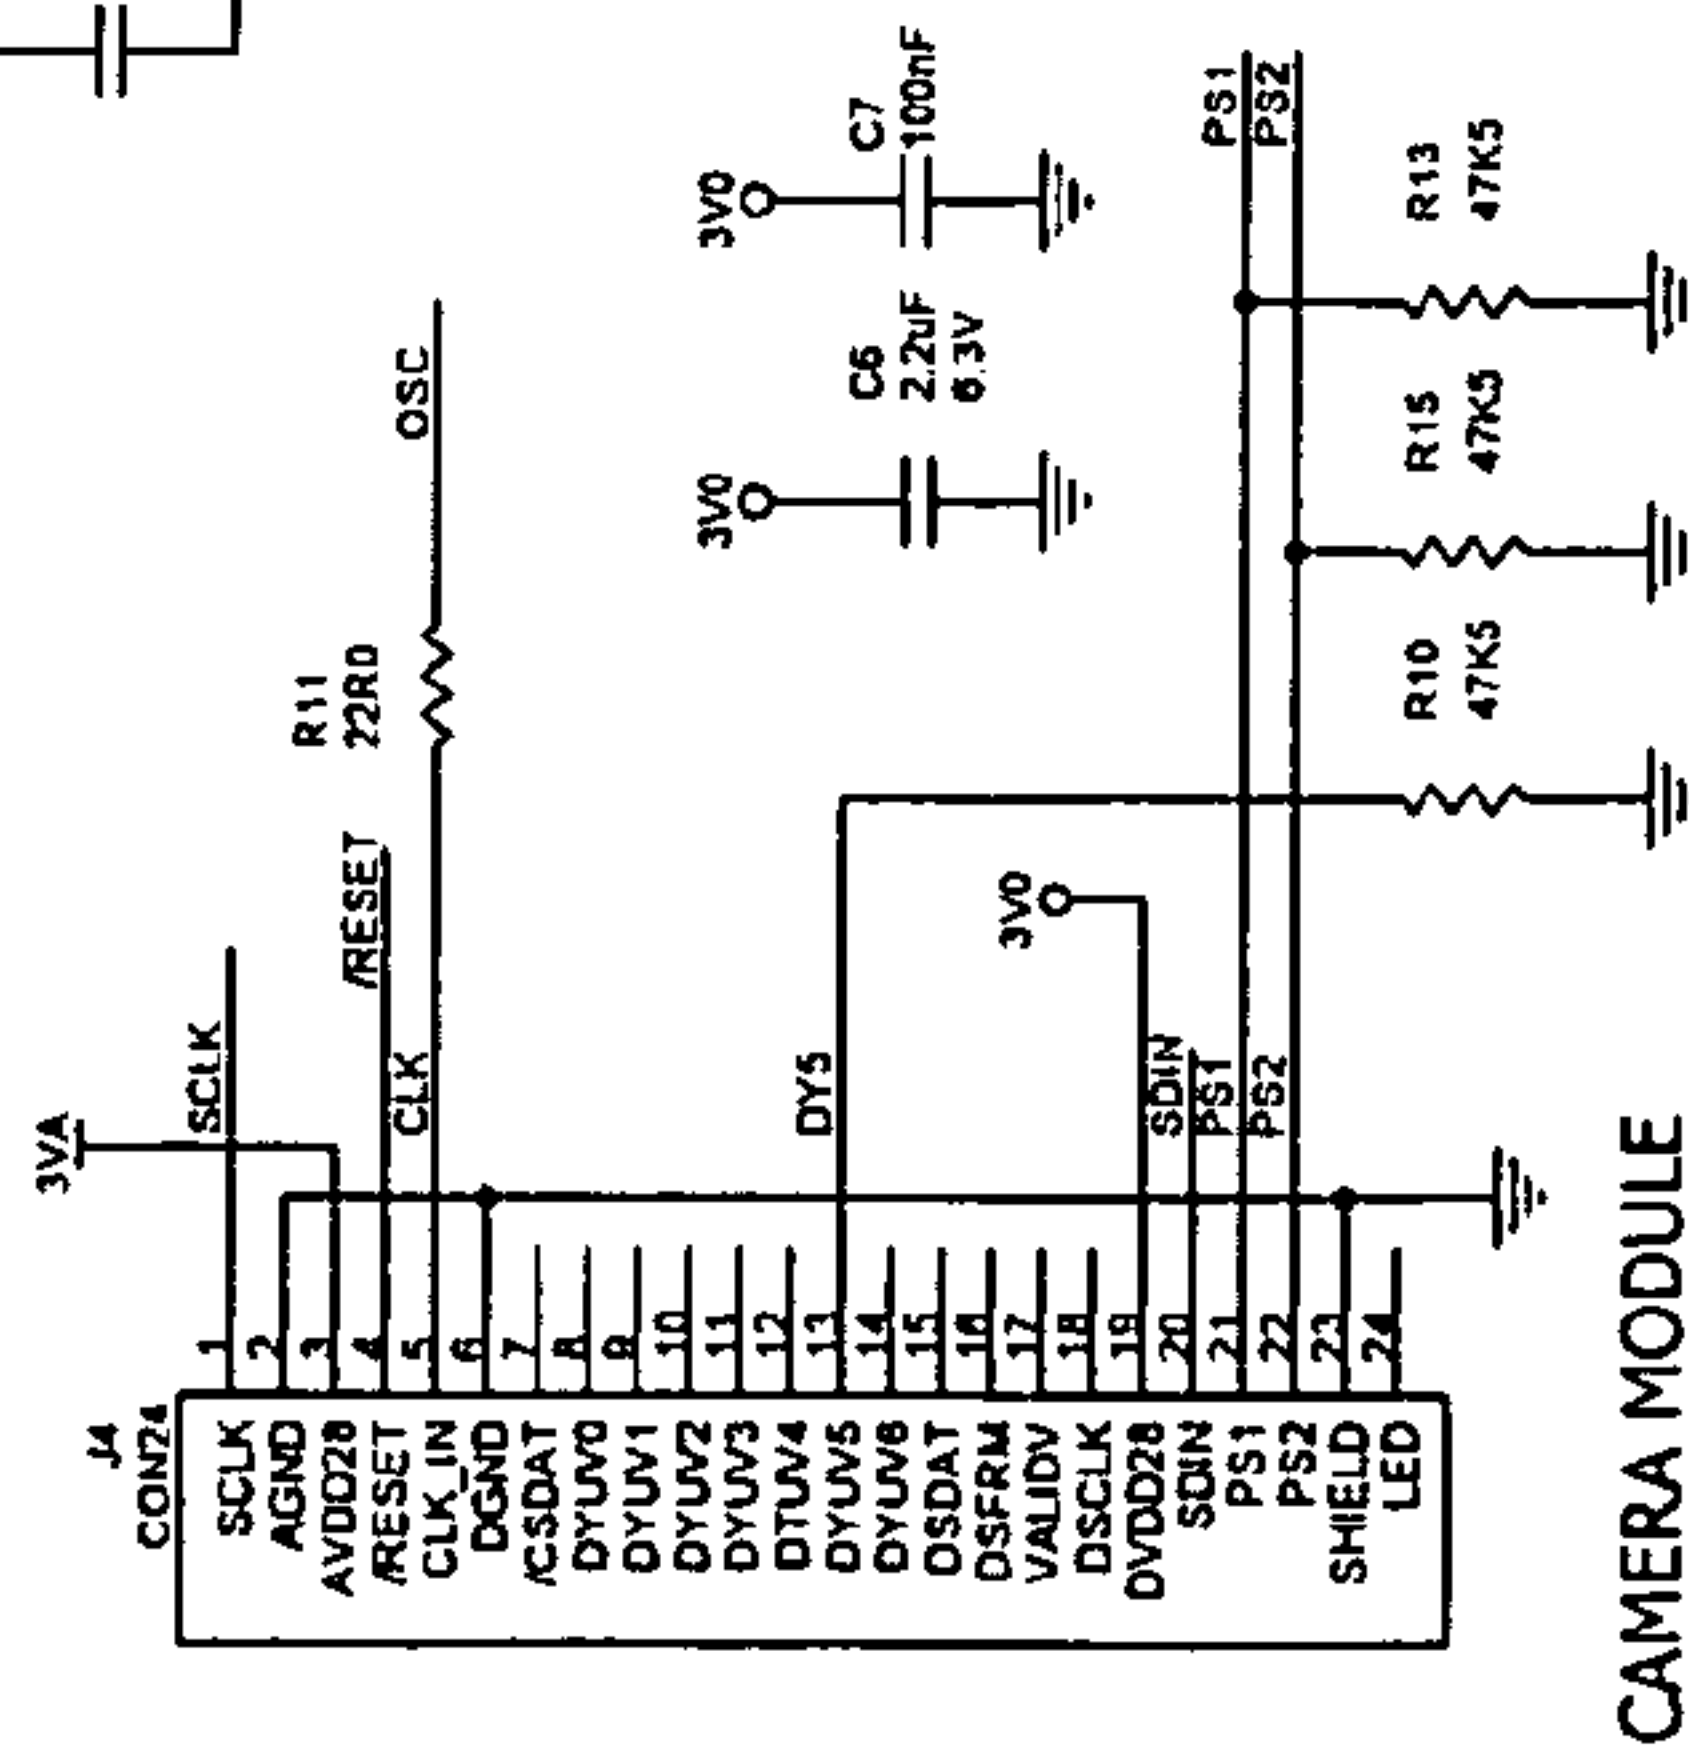 J4
CON24
SCLK
AGND
AVDD28
/RESET
CLK_IN
DGND
/CSDAT
DYUV0
DYUV1
DYUV2
DYUV3
DTUV4
DYUV5
DYUV6
OSDAT
DSFRM
VALIDV
DSCLK
DVDD28
SDIN
PS1
PS2
SHIELD
LED
1
2
3
4
5
6
7
8
9
10
11
12
13
14
15
16
17
18
19
20
21
22
23
24
3VA
SCLK
/RESET
CLK
DY5
SDIN
PS1
PS2
3V0
R11
22R0
OSC
3V0
C6
2.2uF
6.3V
3V0
C7
100nF
PS1
PS2
R10
47K5
R15
47K5
R13
47K5
CAMERA MODULE